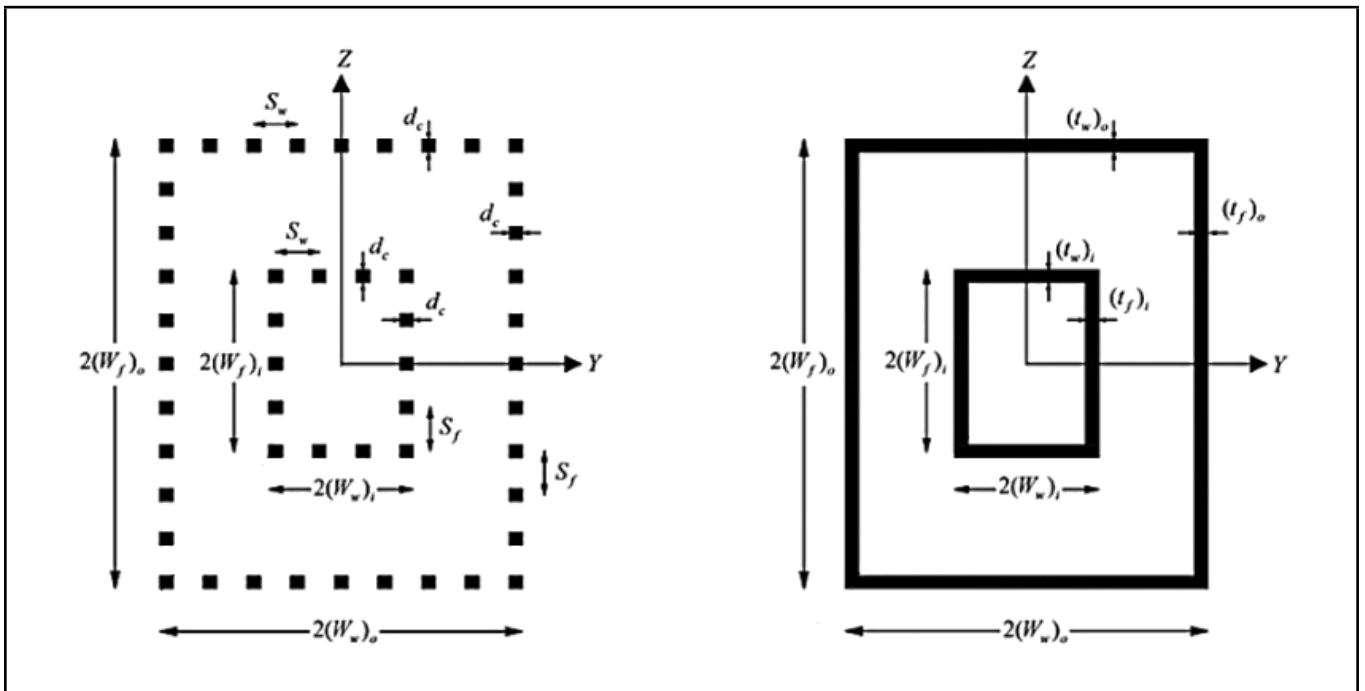 Z
S_w
d_c
d_c
S_w
d_c
d_c
2(W_f)_o
2(W_f)_i
Y
S_f
S_f
2(W_w)_i
2(W_w)_o
Z
(t_w)_o
(t_f)_o
(t_w)_i
(t_f)_i
2(W_f)_o
2(W_f)_i
Y
2(W_w)_i
2(W_w)_o